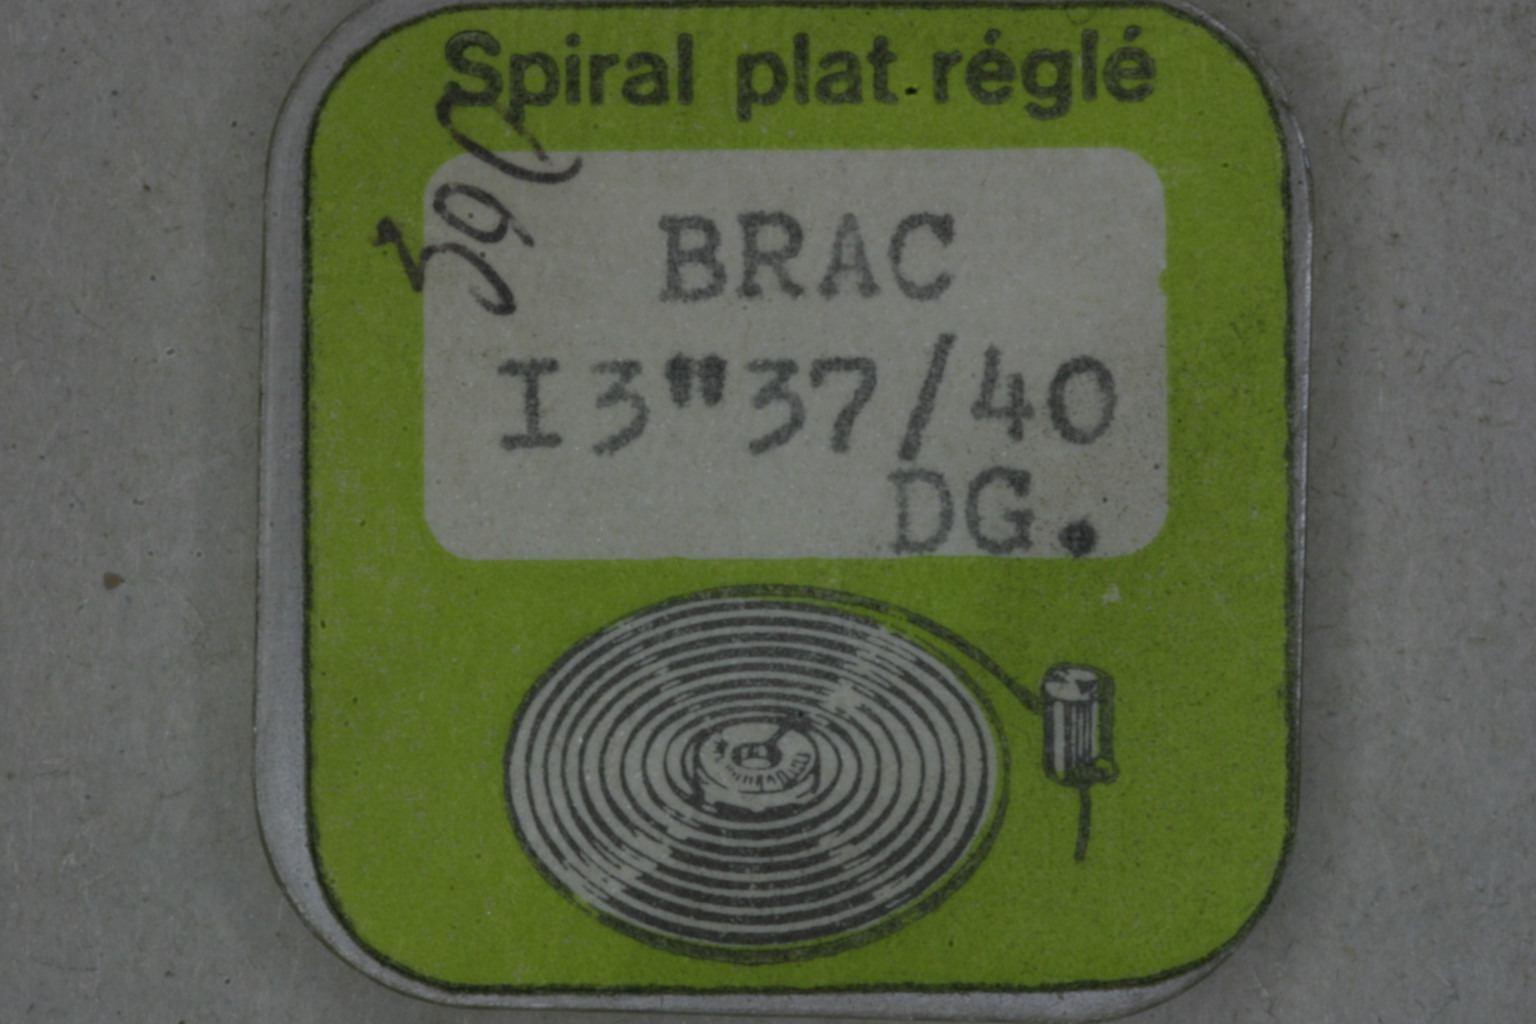 Spiral plat réglé
BRAC
I3"37/40
DG.